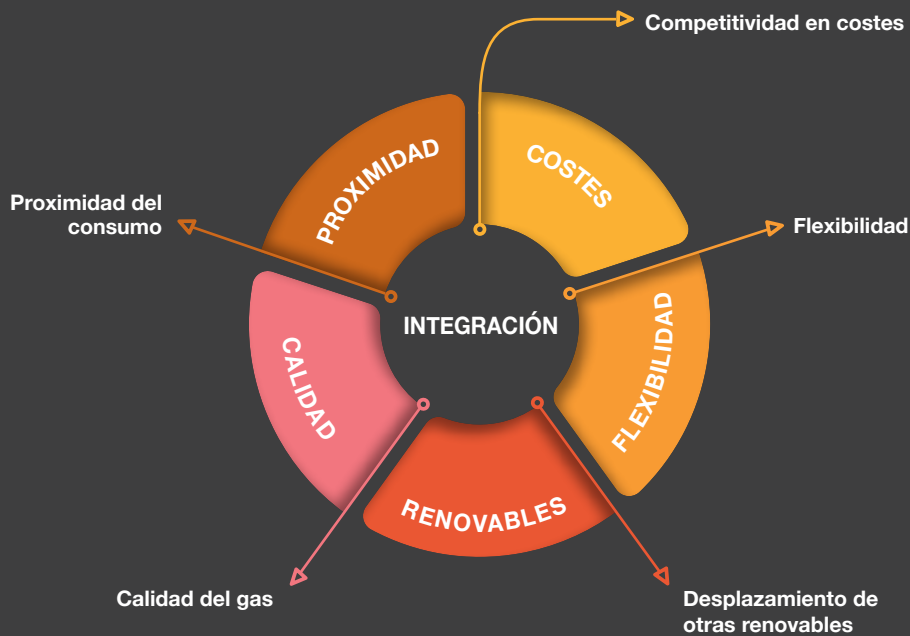 Competitividad en costes
PROXIMIDAD
COSTES
Proximidad del
consumo
Flexibilidad
INTEGRACIÓN
CALIDAD
FLEXIBILIDAD
RENOVABLES
Calidad del gas
Desplazamiento de
otras renovables